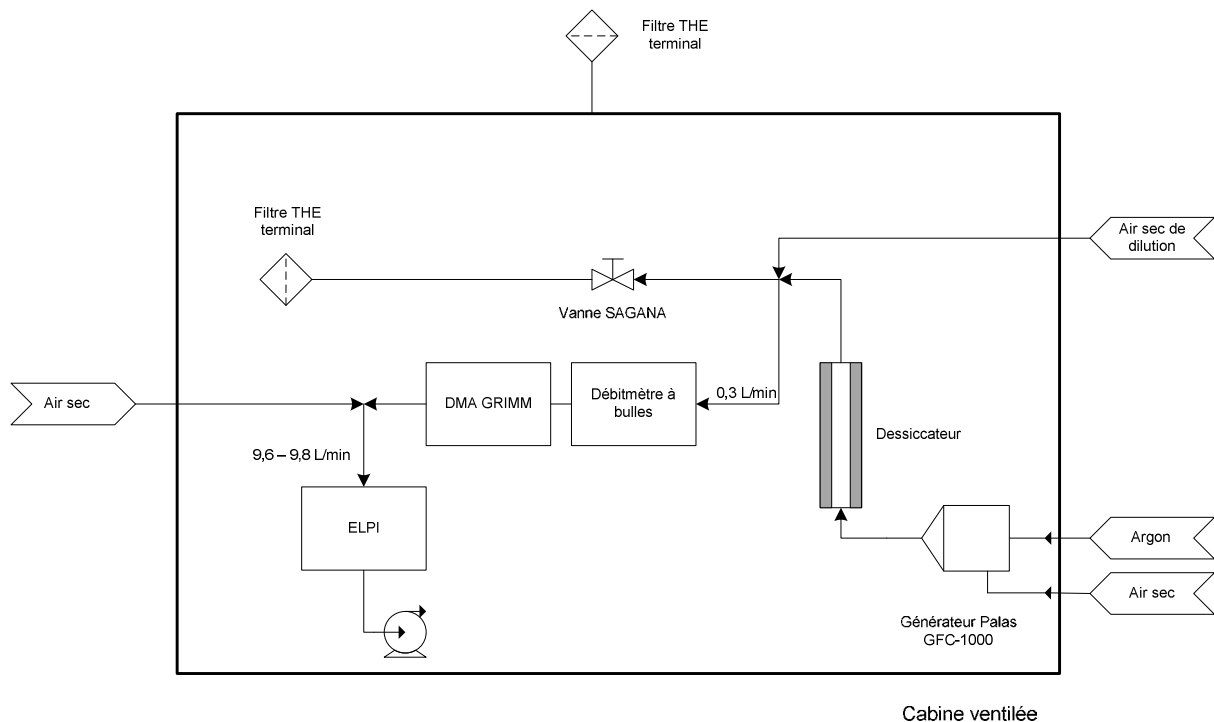 Filtre THE
terminal
Filtre THE
terminal
Air sec de
dilution
Vanne SAGANA
Air sec
DMA GRIMM
Débitmètre à
bulles
0,3 L/min
Dessiccateur
9,6 – 9,8 L/min
ELPI
Argon
Air sec
Générateur Palas
GFC-1000
Cabine ventilée